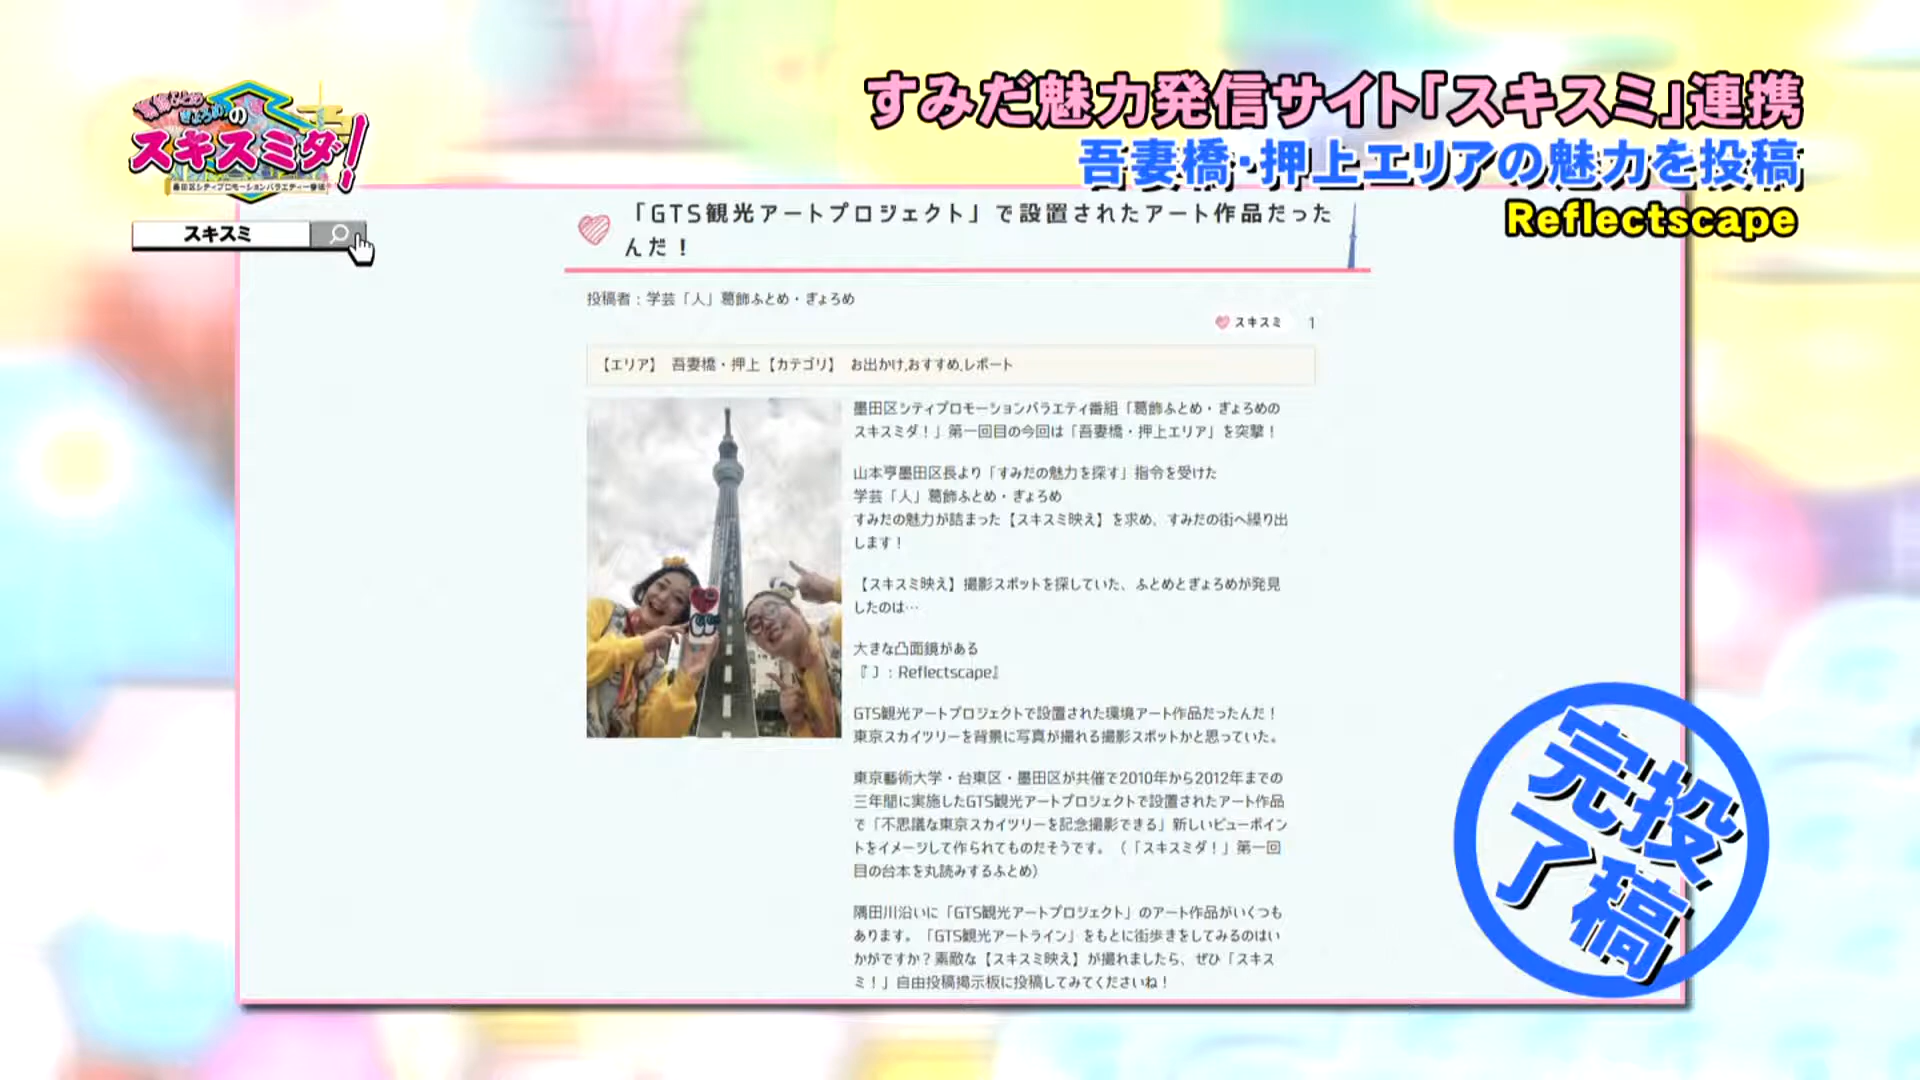 葛飾ふとめ
ぎょろめの
スキスミダ!
墨田区シティプロモーションバラエティー番組
スキスミ
すみだ魅力発信サイト「スキスミ」連携
吾妻橋・押上エリアの魅力を投稿
Reflectscape
「GTS観光アートプロジェクト」で設置されたアート作品だった
んだ！
投稿者：学芸「人」葛飾ふとめ・ぎょろめ
スキスミ 1
【エリア】 吾妻橋・押上【カテゴリ】 お出かけ,おすすめ,レポート
墨田区シティプロモーションバラエティ番組「葛飾ふとめ・ぎょろめの
スキスミダ！」第一回目の今回は「吾妻橋・押上エリア」を突撃！
山本亨墨田区長より「すみだの魅力を探す」指令を受けた
学芸「人」葛飾ふとめ・ぎょろめ
すみだの魅力が詰まった【スキスミ映え】を求め、すみだの街へ繰り出
します！
【スキスミ映え】撮影スポットを探していた、ふとめとぎょろめが発見
したのは…
大きな凸面鏡がある
『 ] : Reflectscape』
GTS観光アートプロジェクトで設置された環境アート作品だったんだ！
東京スカイツリーを背景に写真が撮れる撮影スポットかと思っていた。
東京藝術大学・台東区・墨田区が共催で2010年から2012年までの
三年間に実施したGTS観光アートプロジェクトで設置されたアート作品
で「不思議な東京スカイツリーを記念撮影できる」新しいビューポイン
トをイメージして作られてものだそうです。（「スキスミダ！」第一回
目の台本を丸読みするふとめ）
隅田川沿いに「GTS観光アートプロジェクト」のアート作品がいくつも
あります。「GTS観光アートライン」をもとに街歩きをしてみるのはい
かがですか？素敵な【スキスミ映え】が撮れましたら、ぜひ「スキス
ミ！」自由投稿掲示板に投稿してみてくださいね！
投稿
完了